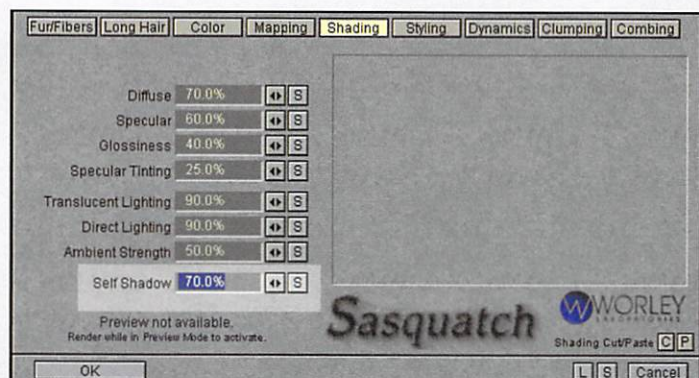 Fur/Fibers Long Hair Color Mapping Shading Styling Dynamics Clumping Combing
Diffuse 70.0% S
Specular 60.0% S
Glossiness 40.0% S
Specular Tinting 25.0% S
Translucent Lighting 90.0% S
Direct Lighting 90.0% S
Ambient Strength 50.0% S
Self Shadow 70.0% S
Preview not available.
Render while in Preview Mode to activate.
Sasquatch
WORLEY
LABORATORIES
Shading Cut/Paste C P
OK L S Cancel